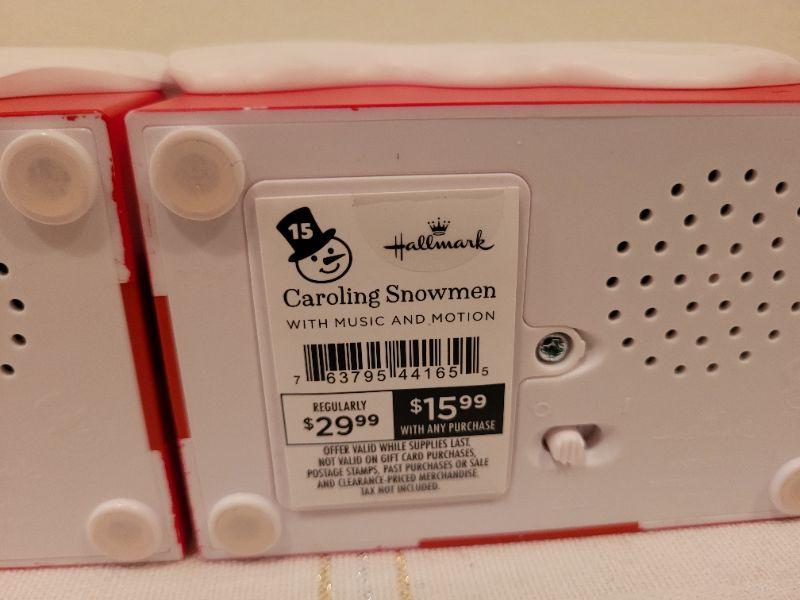 15
Hallmark
Caroling Snowmen
WITH MUSIC AND MOTION
7 63795 44165 5
REGULARLY
$29.99
$15.99
WITH ANY PURCHASE
OFFER VALID WHILE SUPPLIES LAST.
NOT VALID ON GIFT CARD PURCHASES,
POSTAGE STAMPS, PAST PURCHASES OR SALE
AND CLEARANCE-PRICED MERCHANDISE.
TAX NOT INCLUDED.